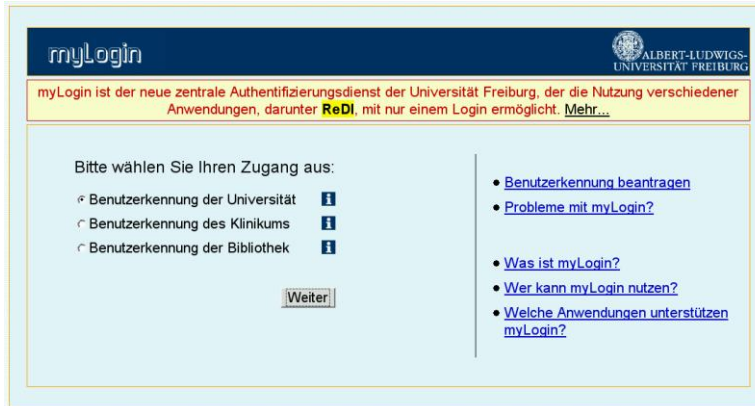 myLogin
ALBERT-LUDWIGS-
UNIVERSITÄT FREIBURG
myLogin ist der neue zentrale Authentifizierungsdienst der Universität Freiburg, der die Nutzung verschiedener
Anwendungen, darunter ReDI, mit nur einem Login ermöglicht. Mehr...
Bitte wählen Sie Ihren Zugang aus:
Benutzerkennung der Universität
Benutzerkennung des Klinikums
Benutzerkennung der Bibliothek
Weiter
Benutzerkennung beantragen
Probleme mit myLogin?
Was ist myLogin?
Wer kann myLogin nutzen?
Welche Anwendungen unterstützen
myLogin?